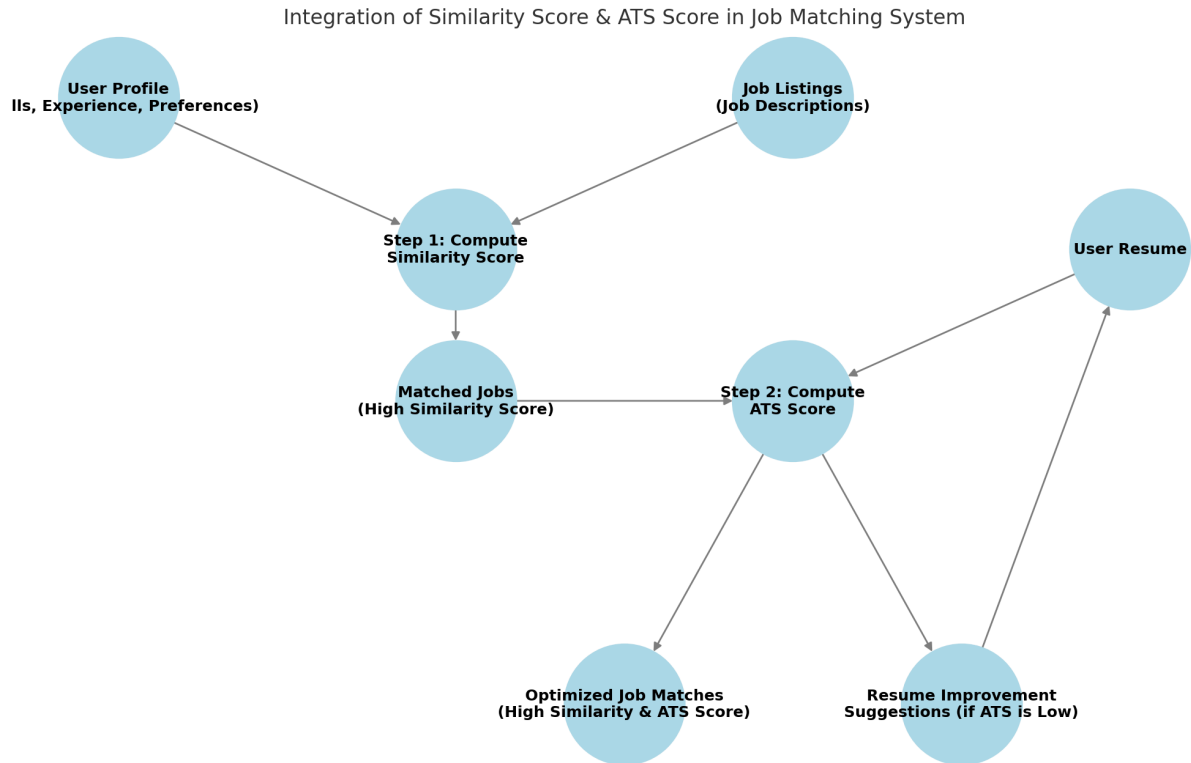 Integration of Similarity Score & ATS Score in Job Matching System
User Profile
lls, Experience, Preferences)
Job Listings
(Job Descriptions)
Step 1: Compute
Similarity Score
User Resume
Matched Jobs
(High Similarity Score)
Step 2: Compute
ATS Score
Optimized Job Matches
(High Similarity & ATS Score)
Resume Improvement
Suggestions (if ATS is Low)